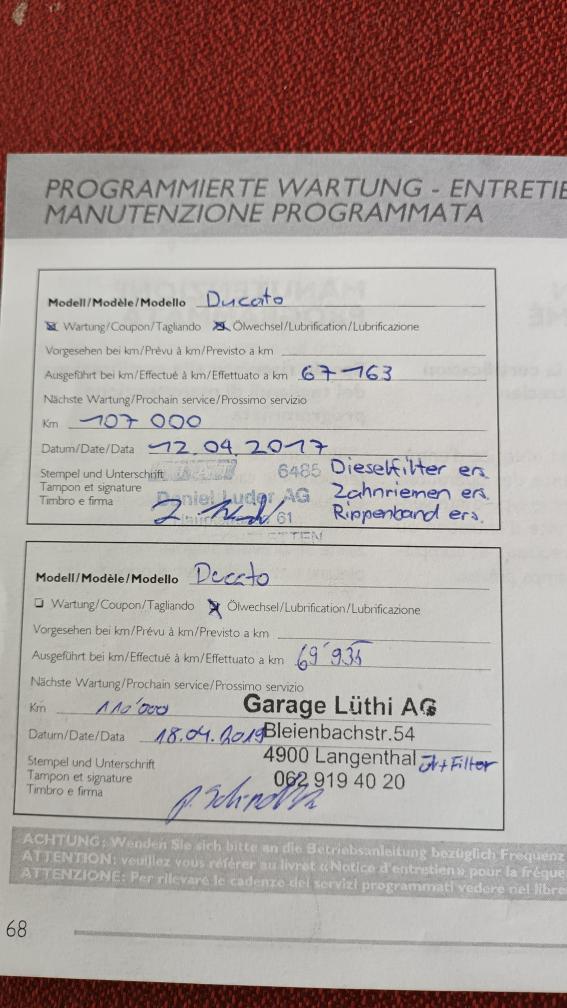 PROGRAMMIERTE WARTUNG - ENTRETIE
MANUTENZIONE PROGRAMMATA
Modell/Modèle/Modello Ducato
Wartung/Coupon/Tagliando Ölwechsel/Lubrification/Lubrificazione
Vorgesehen bei km/Prévu à km/Previsto a km
Ausgeführt bei km/Effectué à km/Effettuato a km 67-163
Nächste Wartung/Prochain service/Prossimo servizio
Km 107 000
Datum/Date/Data 12.04.2017
Stempel und Unterschrift 6485 Dieselfilter ers.
Tampon et signature Daniel Luder AG Zahnriemen ers.
Timbro e firma 61 Rippenband ers.
Modell/Modèle/Modello Ducato
Wartung/Coupon/Tagliando Ölwechsel/Lubrification/Lubrificazione
Vorgesehen bei km/Prévu à km/Previsto a km
Ausgeführt bei km/Effectué à km/Effettuato a km 69'935
Nächste Wartung/Prochain service/Prossimo servizio
Garage Lüthi AG
Km 110'000
Datum/Date/Data 18.04.2019 Bleienbachstr.54
Stempel und Unterschrift 4900 Langenthal Öl+Filter
Tampon et signature 062 919 40 20
Timbro e firma
ACHTUNG: Wenden Sie sich bitte an die Betriebsanleitung bezüglich Frequenz
ATTENTION: veuillez vous référer au livret «Notice d'entretien» pour la fréque
ATTENZIONE: Per rilevare le cadenze dei servizi programmati vedere nel libre
68